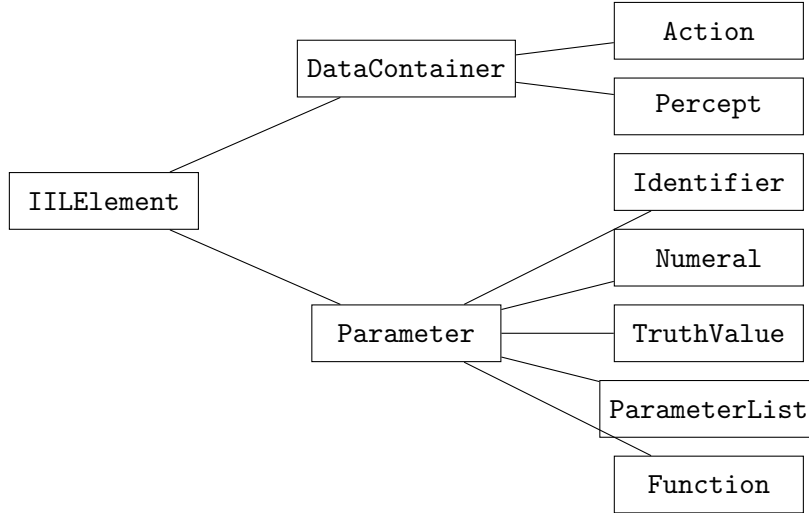 Action
DataContainer
Percept
Identifier
IILElement
Numeral
Parameter
TruthValue
ParameterList
Function